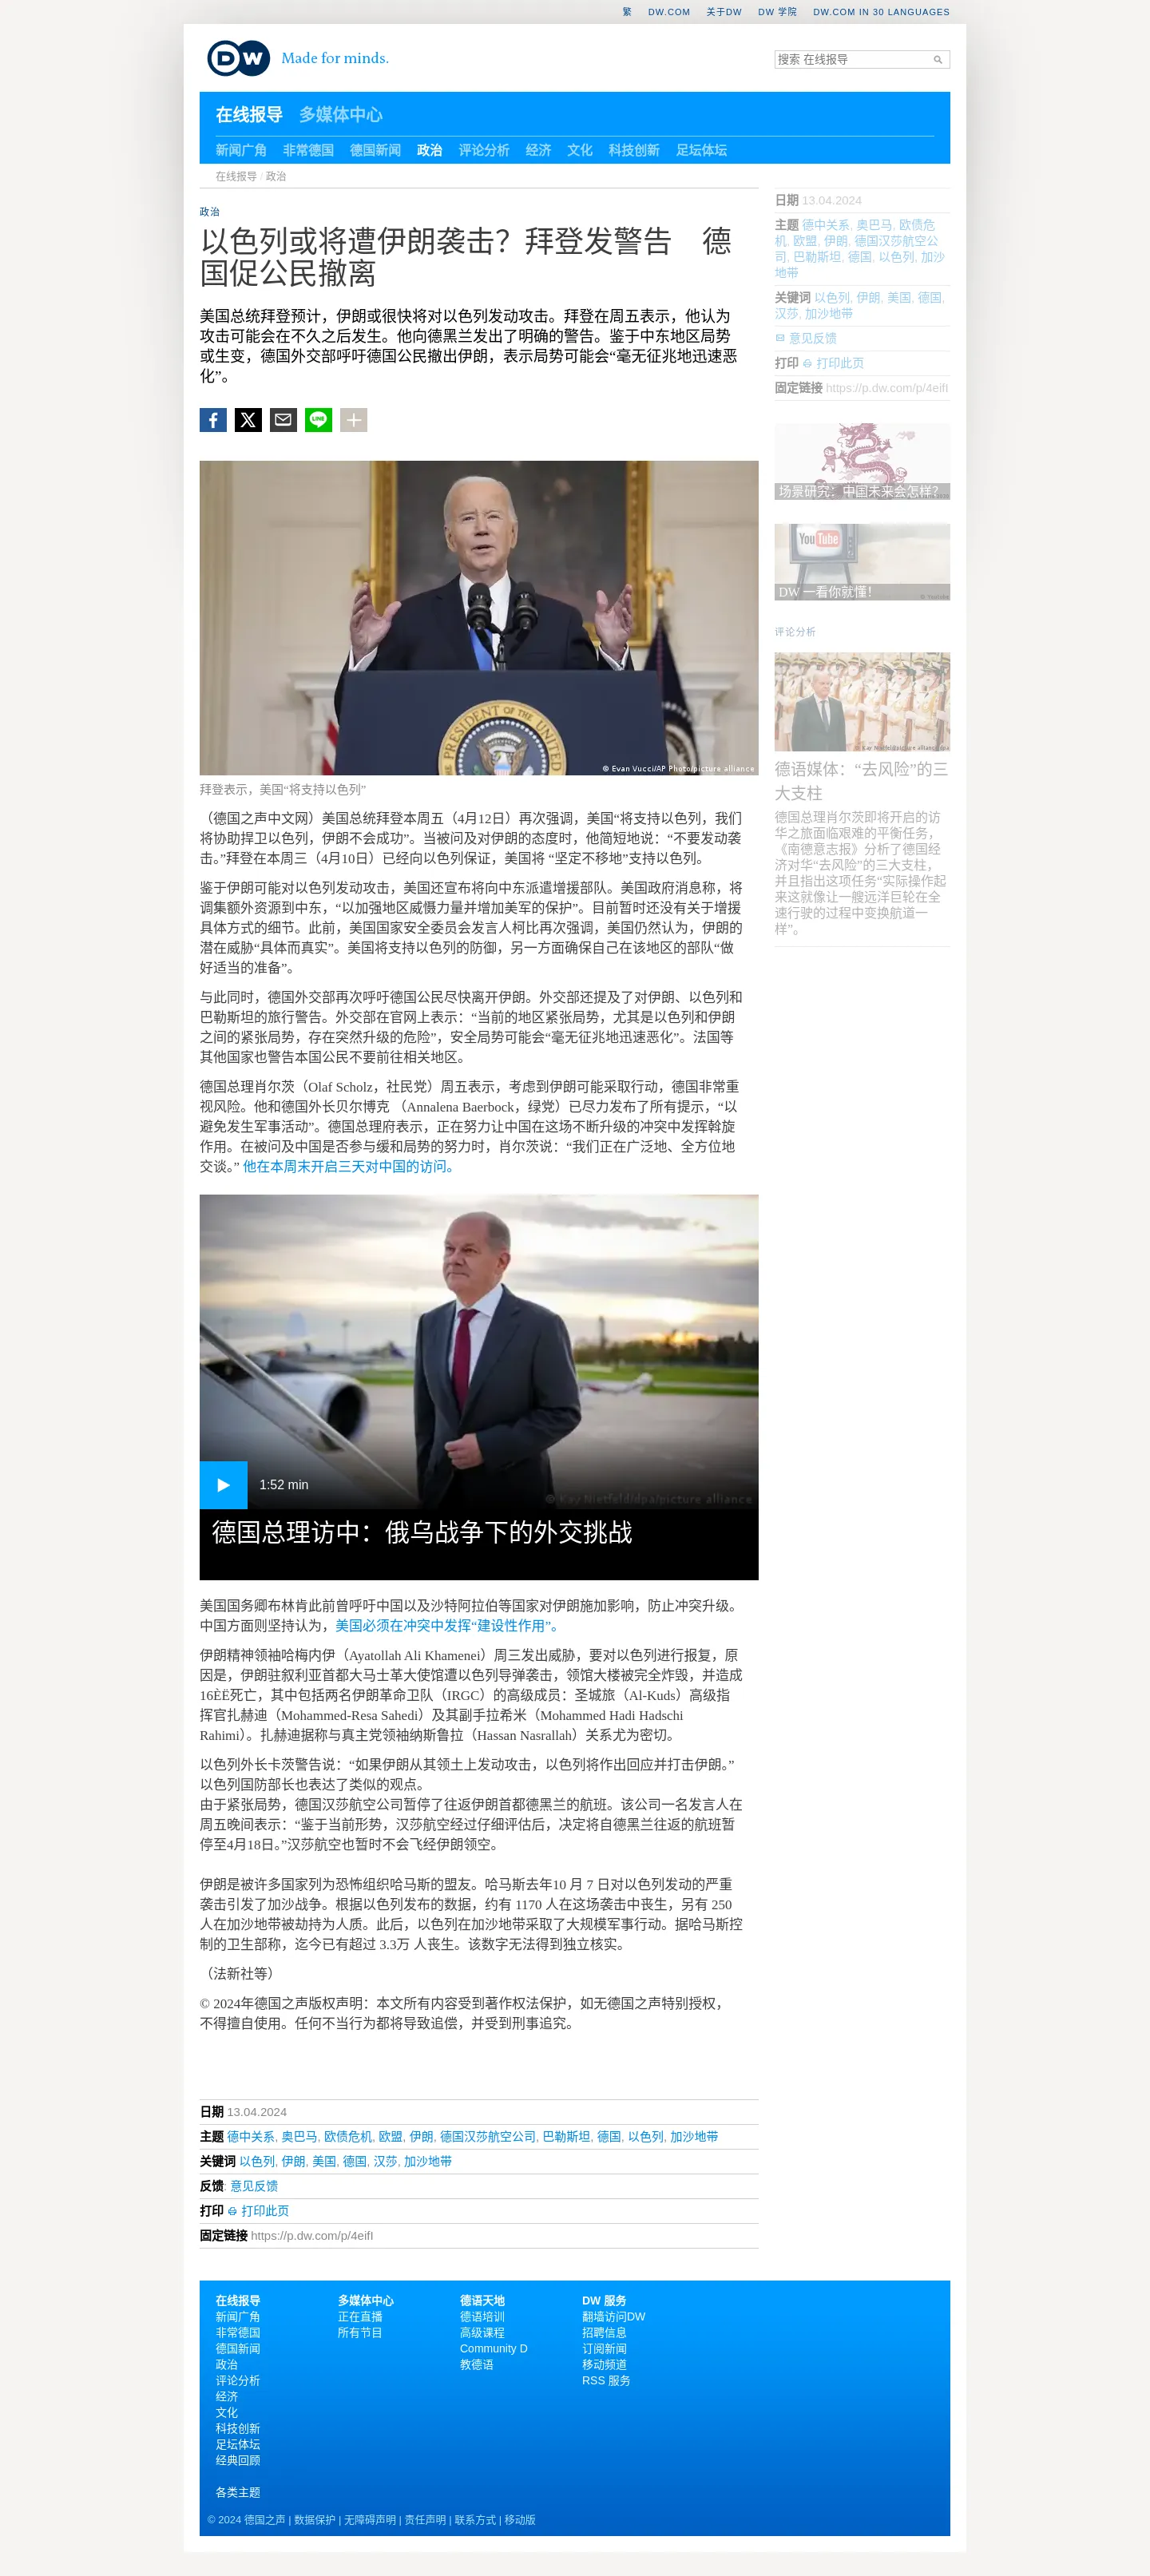 繁 DW.COM 关于DW DW 学院 DW.COM IN 30 LANGUAGES
DW Made for minds.
搜索 在线报导
在线报导 多媒体中心
新闻广角 非常德国 德国新闻 政治 评论分析 经济 文化 科技创新 足坛体坛
在线报导 / 政治
政治
以色列或将遭伊朗袭击？拜登发警告　德
国促公民撤离
美国总统拜登预计，伊朗或很快将对以色列发动攻击。拜登在周五表示，他认为
攻击可能会在不久之后发生。他向德黑兰发出了明确的警告。鉴于中东地区局势
或生变，德国外交部呼吁德国公民撤出伊朗，表示局势可能会“毫无征兆地迅速恶
化”。
LINE
© Evan Vucci/AP Photo/picture alliance
拜登表示，美国“将支持以色列”
（德国之声中文网）美国总统拜登本周五（4月12日）再次强调，美国“将支持以色列，我们
将协助捍卫以色列，伊朗不会成功”。当被问及对伊朗的态度时，他简短地说：“不要发动袭
击。”拜登在本周三（4月10日）已经向以色列保证，美国将 “坚定不移地”支持以色列。
鉴于伊朗可能对以色列发动攻击，美国还宣布将向中东派遣增援部队。美国政府消息称，将
调集额外资源到中东，“以加强地区威慑力量并增加美军的保护”。目前暂时还没有关于增援
具体方式的细节。此前，美国国家安全委员会发言人柯比再次强调，美国仍然认为，伊朗的
潜在威胁“具体而真实”。美国将支持以色列的防御，另一方面确保自己在该地区的部队“做
好适当的准备”。
与此同时，德国外交部再次呼吁德国公民尽快离开伊朗。外交部还提及了对伊朗、以色列和
巴勒斯坦的旅行警告。外交部在官网上表示：“当前的地区紧张局势，尤其是以色列和伊朗
之间的紧张局势，存在突然升级的危险”，安全局势可能会“毫无征兆地迅速恶化”。法国等
其他国家也警告本国公民不要前往相关地区。
德国总理肖尔茨（Olaf Scholz，社民党）周五表示，考虑到伊朗可能采取行动，德国非常重
视风险。他和德国外长贝尔博克 （Annalena Baerbock，绿党）已尽力发布了所有提示，“以
避免发生军事活动”。德国总理府表示，正在努力让中国在这场不断升级的冲突中发挥斡旋
作用。在被问及中国是否参与缓和局势的努力时，肖尔茨说：“我们正在广泛地、全方位地
交谈。” 他在本周末开启三天对中国的访问。
1:52 min
© Kay Nietfeld/dpa/picture alliance
德国总理访中：俄乌战争下的外交挑战
美国国务卿布林肯此前曾呼吁中国以及沙特阿拉伯等国家对伊朗施加影响，防止冲突升级。
中国方面则坚持认为，美国必须在冲突中发挥“建设性作用”。
伊朗精神领袖哈梅内伊（Ayatollah Ali Khamenei）周三发出威胁，要对以色列进行报复，原
因是，伊朗驻叙利亚首都大马士革大使馆遭以色列导弹袭击，领馆大楼被完全炸毁，并造成
16ÈË死亡，其中包括两名伊朗革命卫队（IRGC）的高级成员：圣城旅（Al-Kuds）高级指
挥官扎赫迪（Mohammed-Resa Sahedi）及其副手拉希米（Mohammed Hadi Hadschi
Rahimi）。扎赫迪据称与真主党领袖纳斯鲁拉（Hassan Nasrallah）关系尤为密切。
以色列外长卡茨警告说：“如果伊朗从其领土上发动攻击，以色列将作出回应并打击伊朗。”
以色列国防部长也表达了类似的观点。
由于紧张局势，德国汉莎航空公司暂停了往返伊朗首都德黑兰的航班。该公司一名发言人在
周五晚间表示：“鉴于当前形势，汉莎航空经过仔细评估后，决定将自德黑兰往返的航班暂
停至4月18日。”汉莎航空也暂时不会飞经伊朗领空。
伊朗是被许多国家列为恐怖组织哈马斯的盟友。哈马斯去年10 月 7 日对以色列发动的严重
袭击引发了加沙战争。根据以色列发布的数据，约有 1170 人在这场袭击中丧生，另有 250
人在加沙地带被劫持为人质。此后，以色列在加沙地带采取了大规模军事行动。据哈马斯控
制的卫生部称，迄今已有超过 3.3万 人丧生。该数字无法得到独立核实。
（法新社等）
© 2024年德国之声版权声明：本文所有内容受到著作权法保护，如无德国之声特别授权，
不得擅自使用。任何不当行为都将导致追偿，并受到刑事追究。
日期 13.04.2024
主题 德中关系, 奥巴马, 欧债危机, 欧盟, 伊朗, 德国汉莎航空公司, 巴勒斯坦, 德国, 以色列, 加沙地带
关键词 以色列, 伊朗, 美国, 德国, 汉莎, 加沙地带
反馈: 意见反馈
打印 打印此页
固定链接 https://p.dw.com/p/4eifI
日期 13.04.2024
主题 德中关系, 奥巴马, 欧债危
机, 欧盟, 伊朗, 德国汉莎航空公
司, 巴勒斯坦, 德国, 以色列, 加沙
地带
关键词 以色列, 伊朗, 美国, 德国,
汉莎, 加沙地带
意见反馈
打印 打印此页
固定链接 https://p.dw.com/p/4eifI
场景研究：中国未来会怎样？
YouTube
DW 一看你就懂！
© Youtube
评论分析
© Kay Nietfeld/picture alliance/dpa
德语媒体：“去风险”的三
大支柱
德国总理肖尔茨即将开启的访
华之旅面临艰难的平衡任务，
《南德意志报》分析了德国经
济对华“去风险”的三大支柱，
并且指出这项任务“实际操作起
来这就像让一艘远洋巨轮在全
速行驶的过程中变换航道一
样”。
在线报导
新闻广角
非常德国
德国新闻
政治
评论分析
经济
文化
科技创新
足坛体坛
经典回顾
各类主题
多媒体中心
正在直播
所有节目
德语天地
德语培训
高级课程
Community D
教德语
DW 服务
翻墙访问DW
招聘信息
订阅新闻
移动频道
RSS 服务
© 2024 德国之声 | 数据保护 | 无障碍声明 | 责任声明 | 联系方式 | 移动版